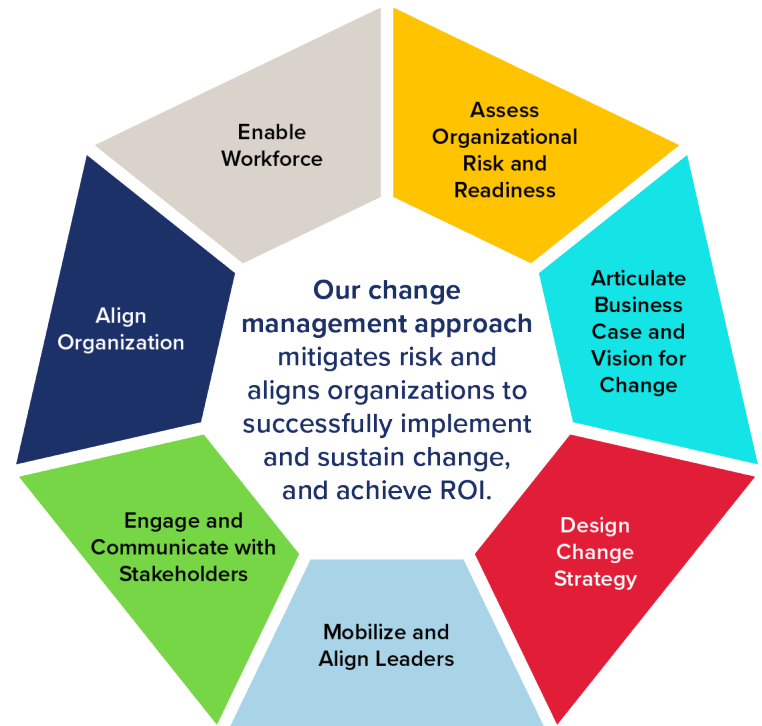 Enable
Workforce
Assess
Organizational
Risk and
Readiness
Articulate
Business
Case and
Vision for
Change
Design
Change
Strategy
Mobilize and
Align Leaders
Engage and
Communicate with
Stakeholders
Align
Organization
Our change
management approach
mitigates risk and
aligns organizations to
successfully implement
and sustain change,
and achieve ROI.